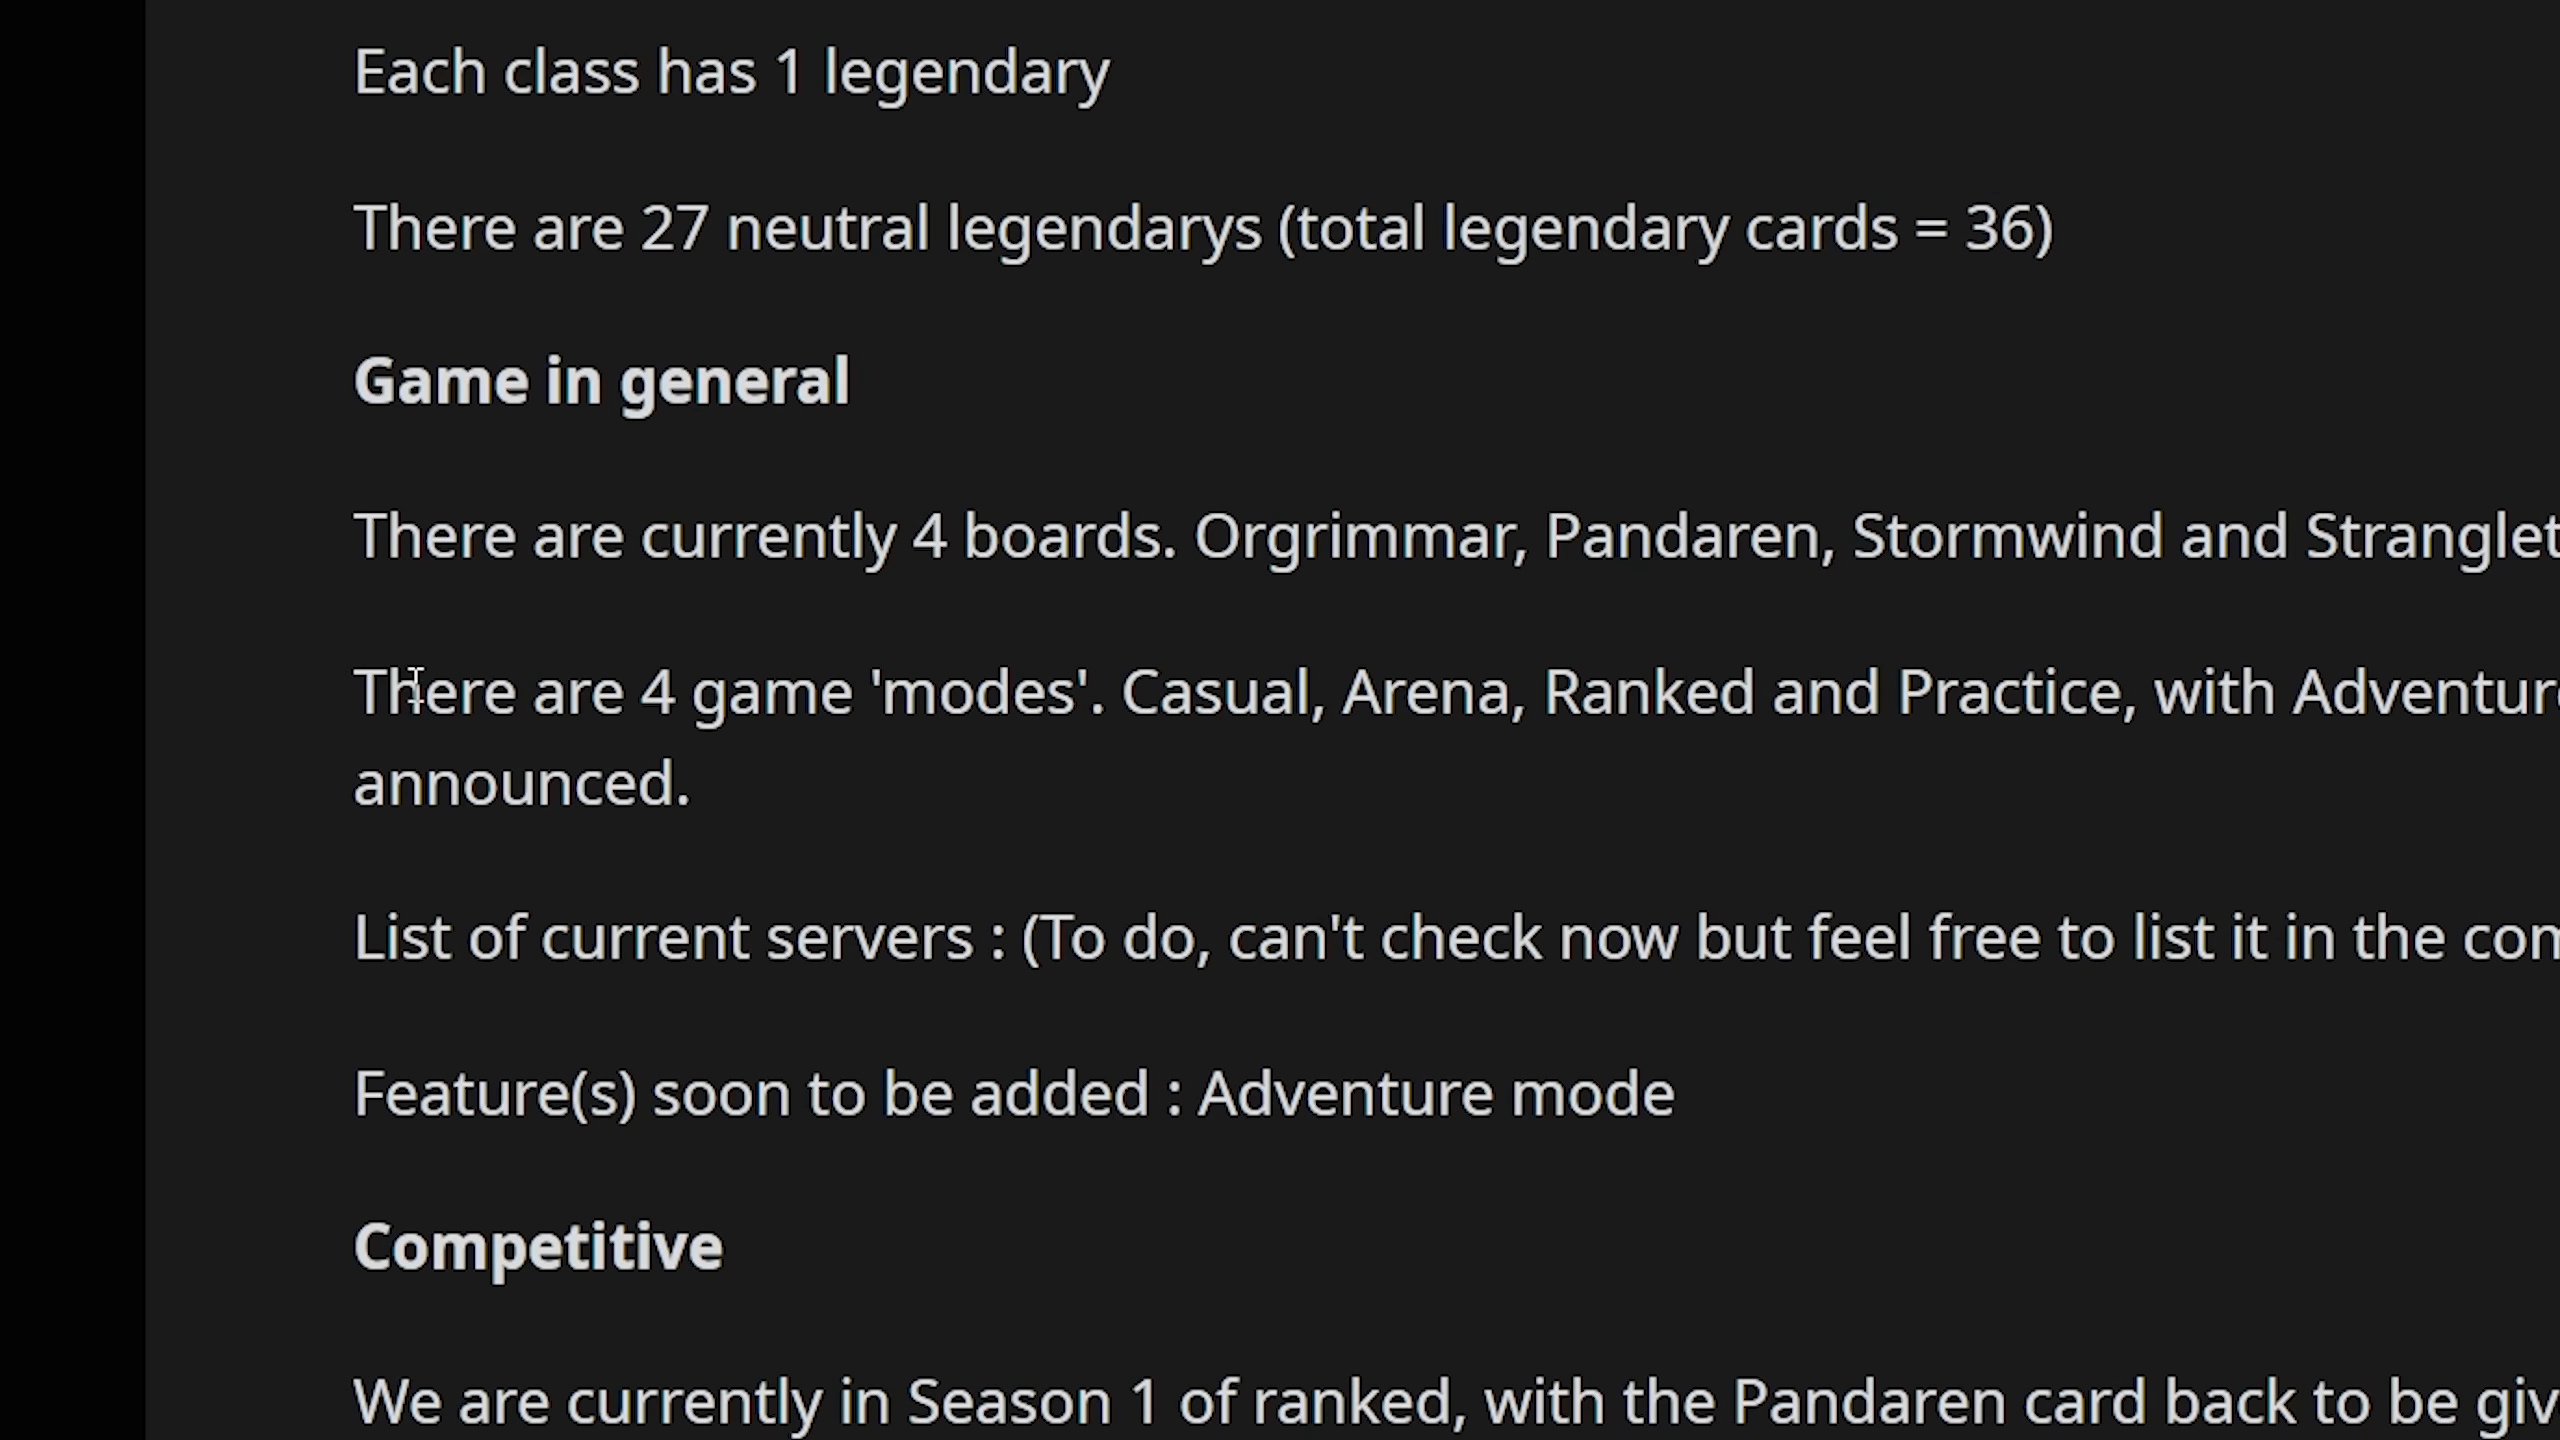 Each class has 1 legendary
There are 27 neutral legendarys (total legendary cards = 36)
Game in general
There are currently 4 boards. Orgrimmar, Pandaren, Stormwind and Stranglet
There are 4 game 'modes'. Casual, Arena, Ranked and Practice, with Adventure
announced.
List of current servers : (To do, can't check now but feel free to list it in the com
Feature(s) soon to be added : Adventure mode
Competitive
We are currently in Season 1 of ranked, with the Pandaren card back to be giv